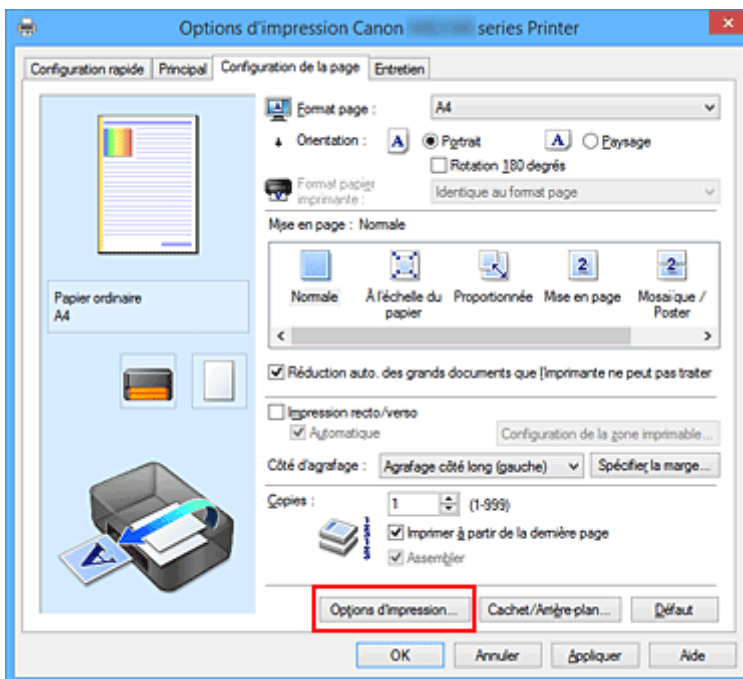 Options d'impression Canon series Printer
Configuration rapide Principal Configuration de la page Entretien
Format page : A4
Orientation : A Portrait A Paysage
Rotation 180 degrés
Format papier imprimante : Identique au format page
Mise en page : Normale
2 2
Normale À l'échelle du papier Proportionnée Mise en page Mosaïque / Poster
Papier ordinaire
A4
Réduction auto. des grands documents que l'imprimante ne peut pas traiter
Impression recto/verso
Automatique Configuration de la zone imprimable...
Côté d'agrafage : Agrafage côté long (gauche) Spécifier la marge...
Copies : 1 (1-999)
Imprimer à partir de la dernière page
Assembler
A
Options d'impression... Cachet/Arrière-plan... Défaut
OK Annuler Appliquer Aide